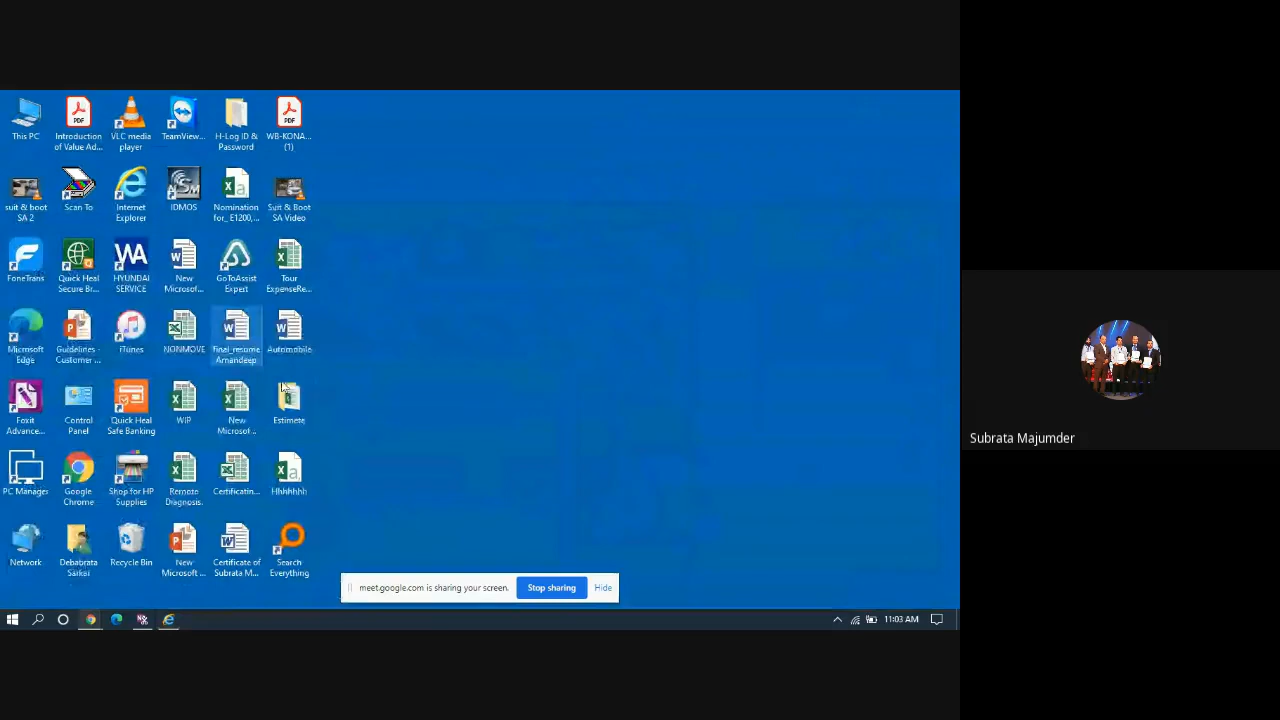 This PC
Introduction
of Value Ad...
VLC media
player
TeamView...
H-Log ID &
Password
WB-KONA...
(1)
suit & boot
SA 2
Scan To
Internet
Explorer
IDMOS
Nomination
for_ E1200,...
Suit & Boot
SA Video
FoneTrans
Quick Heal
Secure Br...
WA
HYUNDAI
SERVICE
New
Microsof...
GoToAssist
Expert
Tour
ExpenseRe...
Microsoft
Edge
Guidelines -
Customer ...
iTunes
NONMOVE
final_resume
Amandeep
Automobile
Foxit
Advance...
Control
Panel
Quick Heal
Safe Banking
WIP
New
Microsof...
Estimete
PC Manager
Google
Chrome
Shop for HP
Supplies
Remote
Diagnosis.
Certificatin...
Hhhhhhh
Network
Debabrata
Sarkar
Recycle Bin
New
Microsoft ...
Certificate of
Subrata M...
Search
Everything
meet.google.com is sharing your screen.
Stop sharing
Hide
11:03 AM
Subrata Majumder